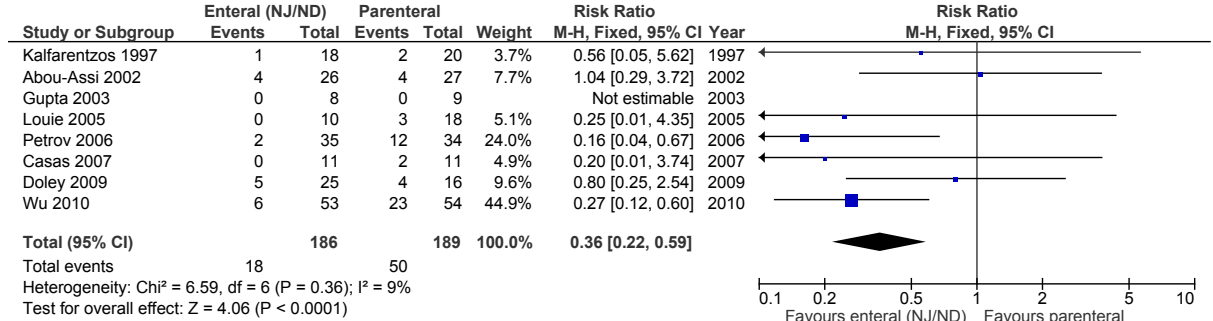 Enteral (NJ/ND) Parenteral Risk Ratio Risk Ratio
Study or Subgroup Events Total Events Total Weight M-H, Fixed, 95% CI Year M-H, Fixed, 95% CI
Kalfarentzos 1997 1 18 2 20 3.7% 0.56 [0.05, 5.62] 1997
Abou-Assi 2002 4 26 4 27 7.7% 1.04 [0.29, 3.72] 2002
Gupta 2003 0 8 0 9 Not estimable 2003
Louie 2005 0 10 3 18 5.1% 0.25 [0.01, 4.35] 2005
Petrov 2006 2 35 12 34 24.0% 0.16 [0.04, 0.67] 2006
Casas 2007 0 11 2 11 4.9% 0.20 [0.01, 3.74] 2007
Doley 2009 5 25 4 16 9.6% 0.80 [0.25, 2.54] 2009
Wu 2010 6 53 23 54 44.9% 0.27 [0.12, 0.60] 2010
Total (95% CI) 186 189 100.0% 0.36 [0.22, 0.59]
Total events 18 50
Heterogeneity: Chi² = 6.59, df = 6 (P = 0.36); I² = 9%
Test for overall effect: Z = 4.06 (P < 0.0001)
0.1 0.2 0.5 1 2 5 10
Favours enteral (NJ/ND) Favours parenteral